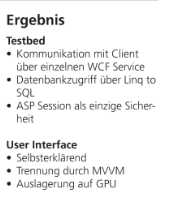 Ergebnis
Testbed
• Kommunikation mit Client
über einzelnen WCF Service
• Datenbankzugriff über Linq to
SQL
• ASP Session als einzige Sicher-
heit
User Interface
• Selbsterklärend
• Trennung durch MVVM
• Auslagerung auf GPU